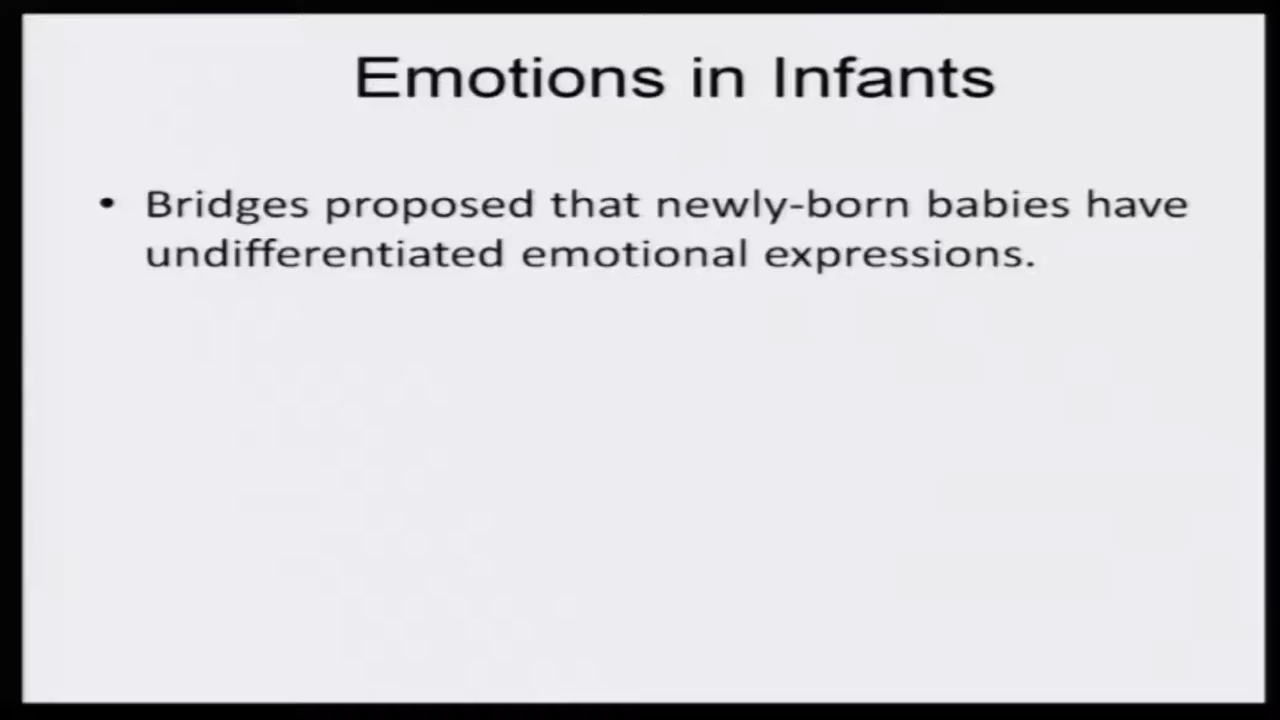 Emotions in Infants
• Bridges proposed that newly-born babies have
undifferentiated emotional expressions.